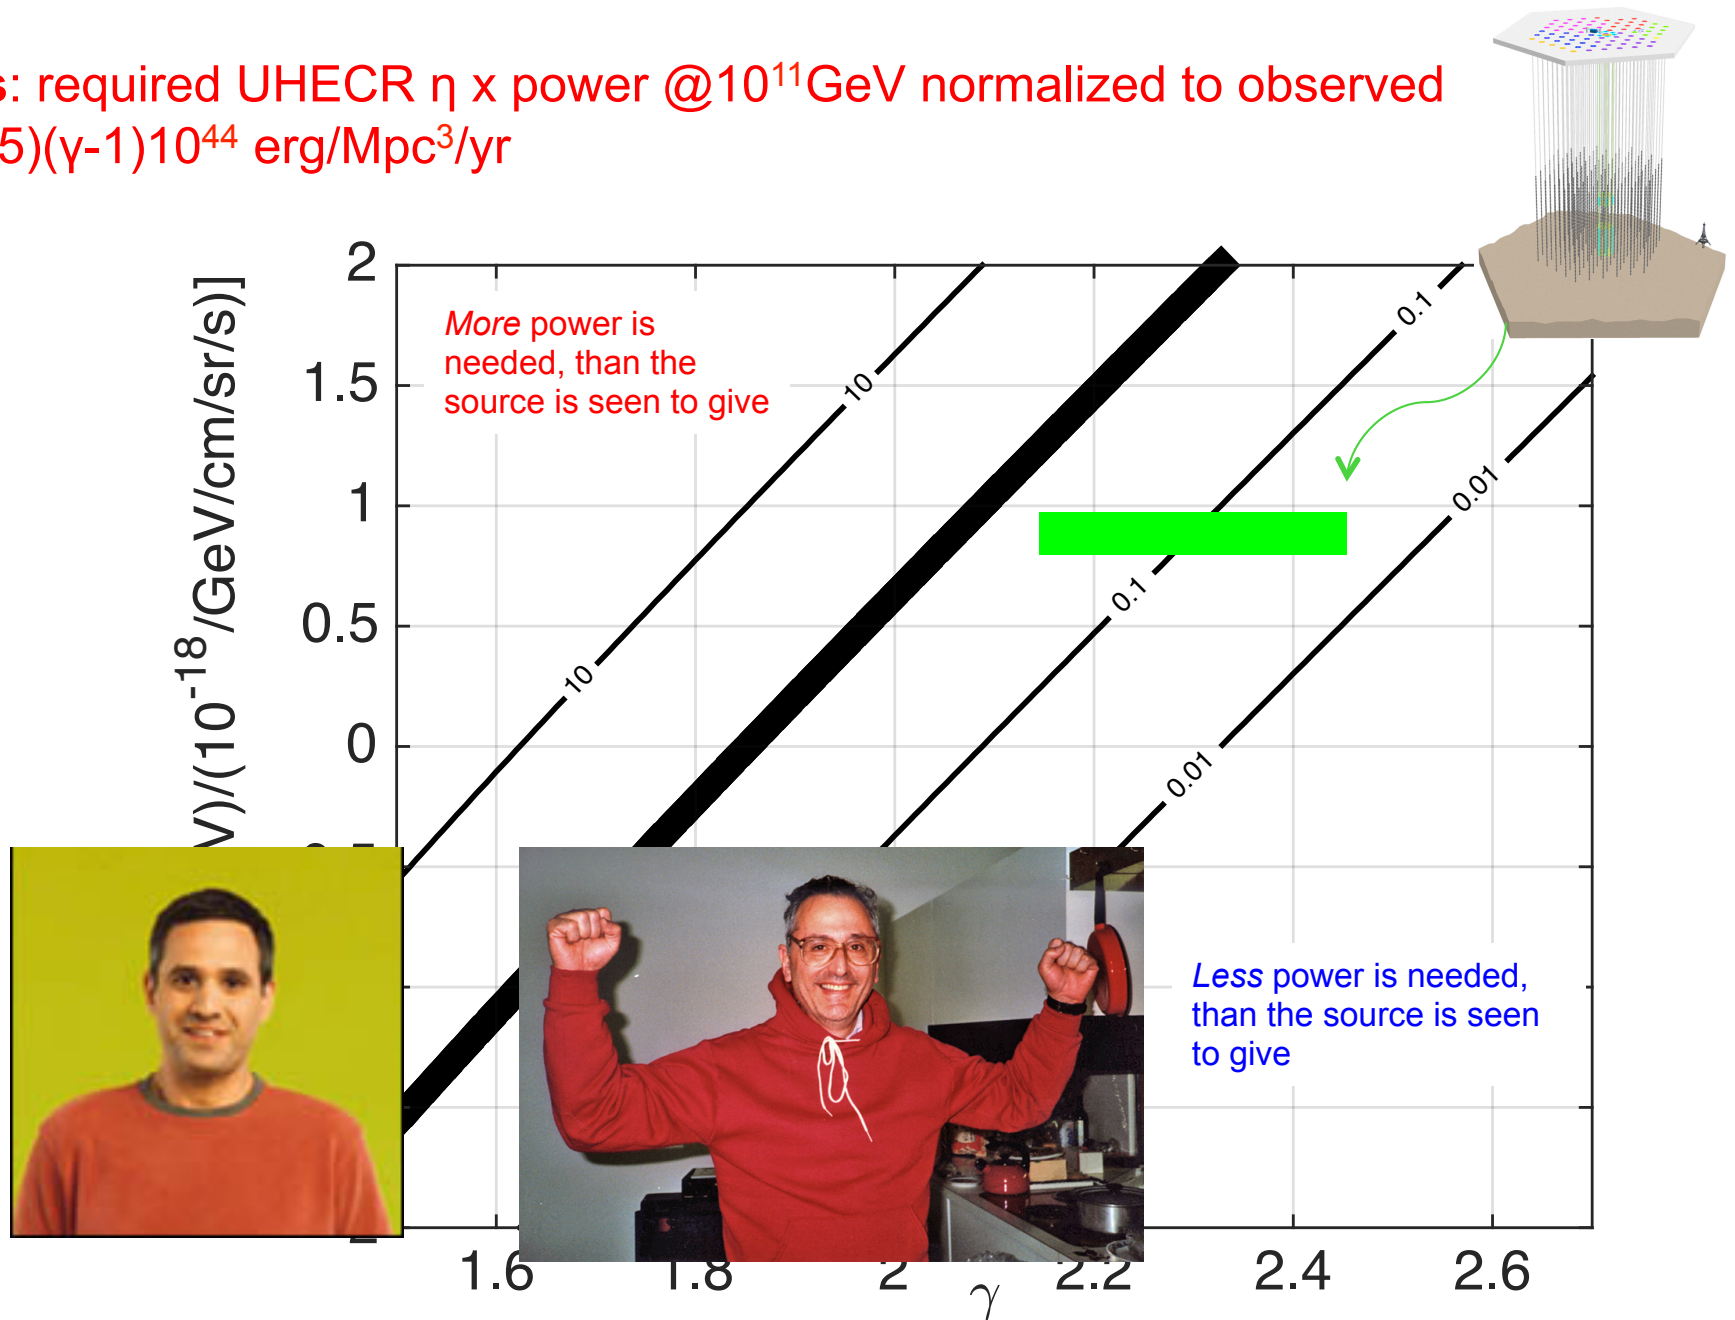 s: required UHECR η x power @10¹¹GeV normalized to observed
5)(γ-1)10⁴⁴ erg/Mpc³/yr
2
1.5
1
0.5
0
V)/(10⁻¹⁸/GeV/cm/sr/s)]
More power is
needed, than the
source is seen to give
10
0.1
10
0.01
0.1
0.01
Less power is needed,
than the source is seen
to give
1.6
1.8
2
2.2
2.4
2.6
γ